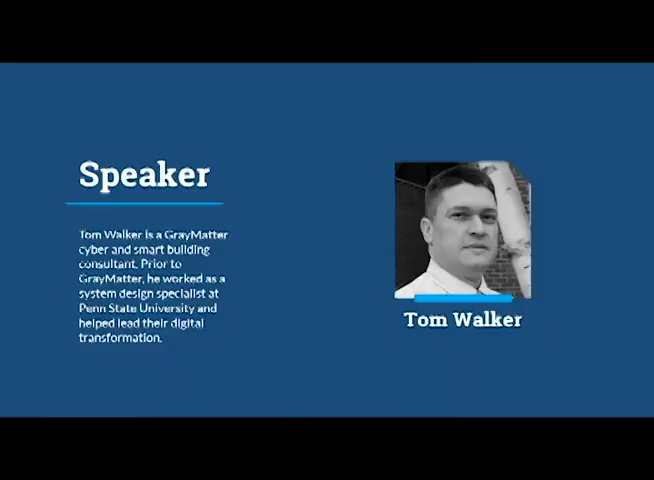 Speaker
Tom Walker is a GrayMatter
cyber and smart building
consultant. Prior to
GrayMatter, he worked as a
system design specialist at
Penn State University and
helped lead their digital
transformation.
Tom Walker